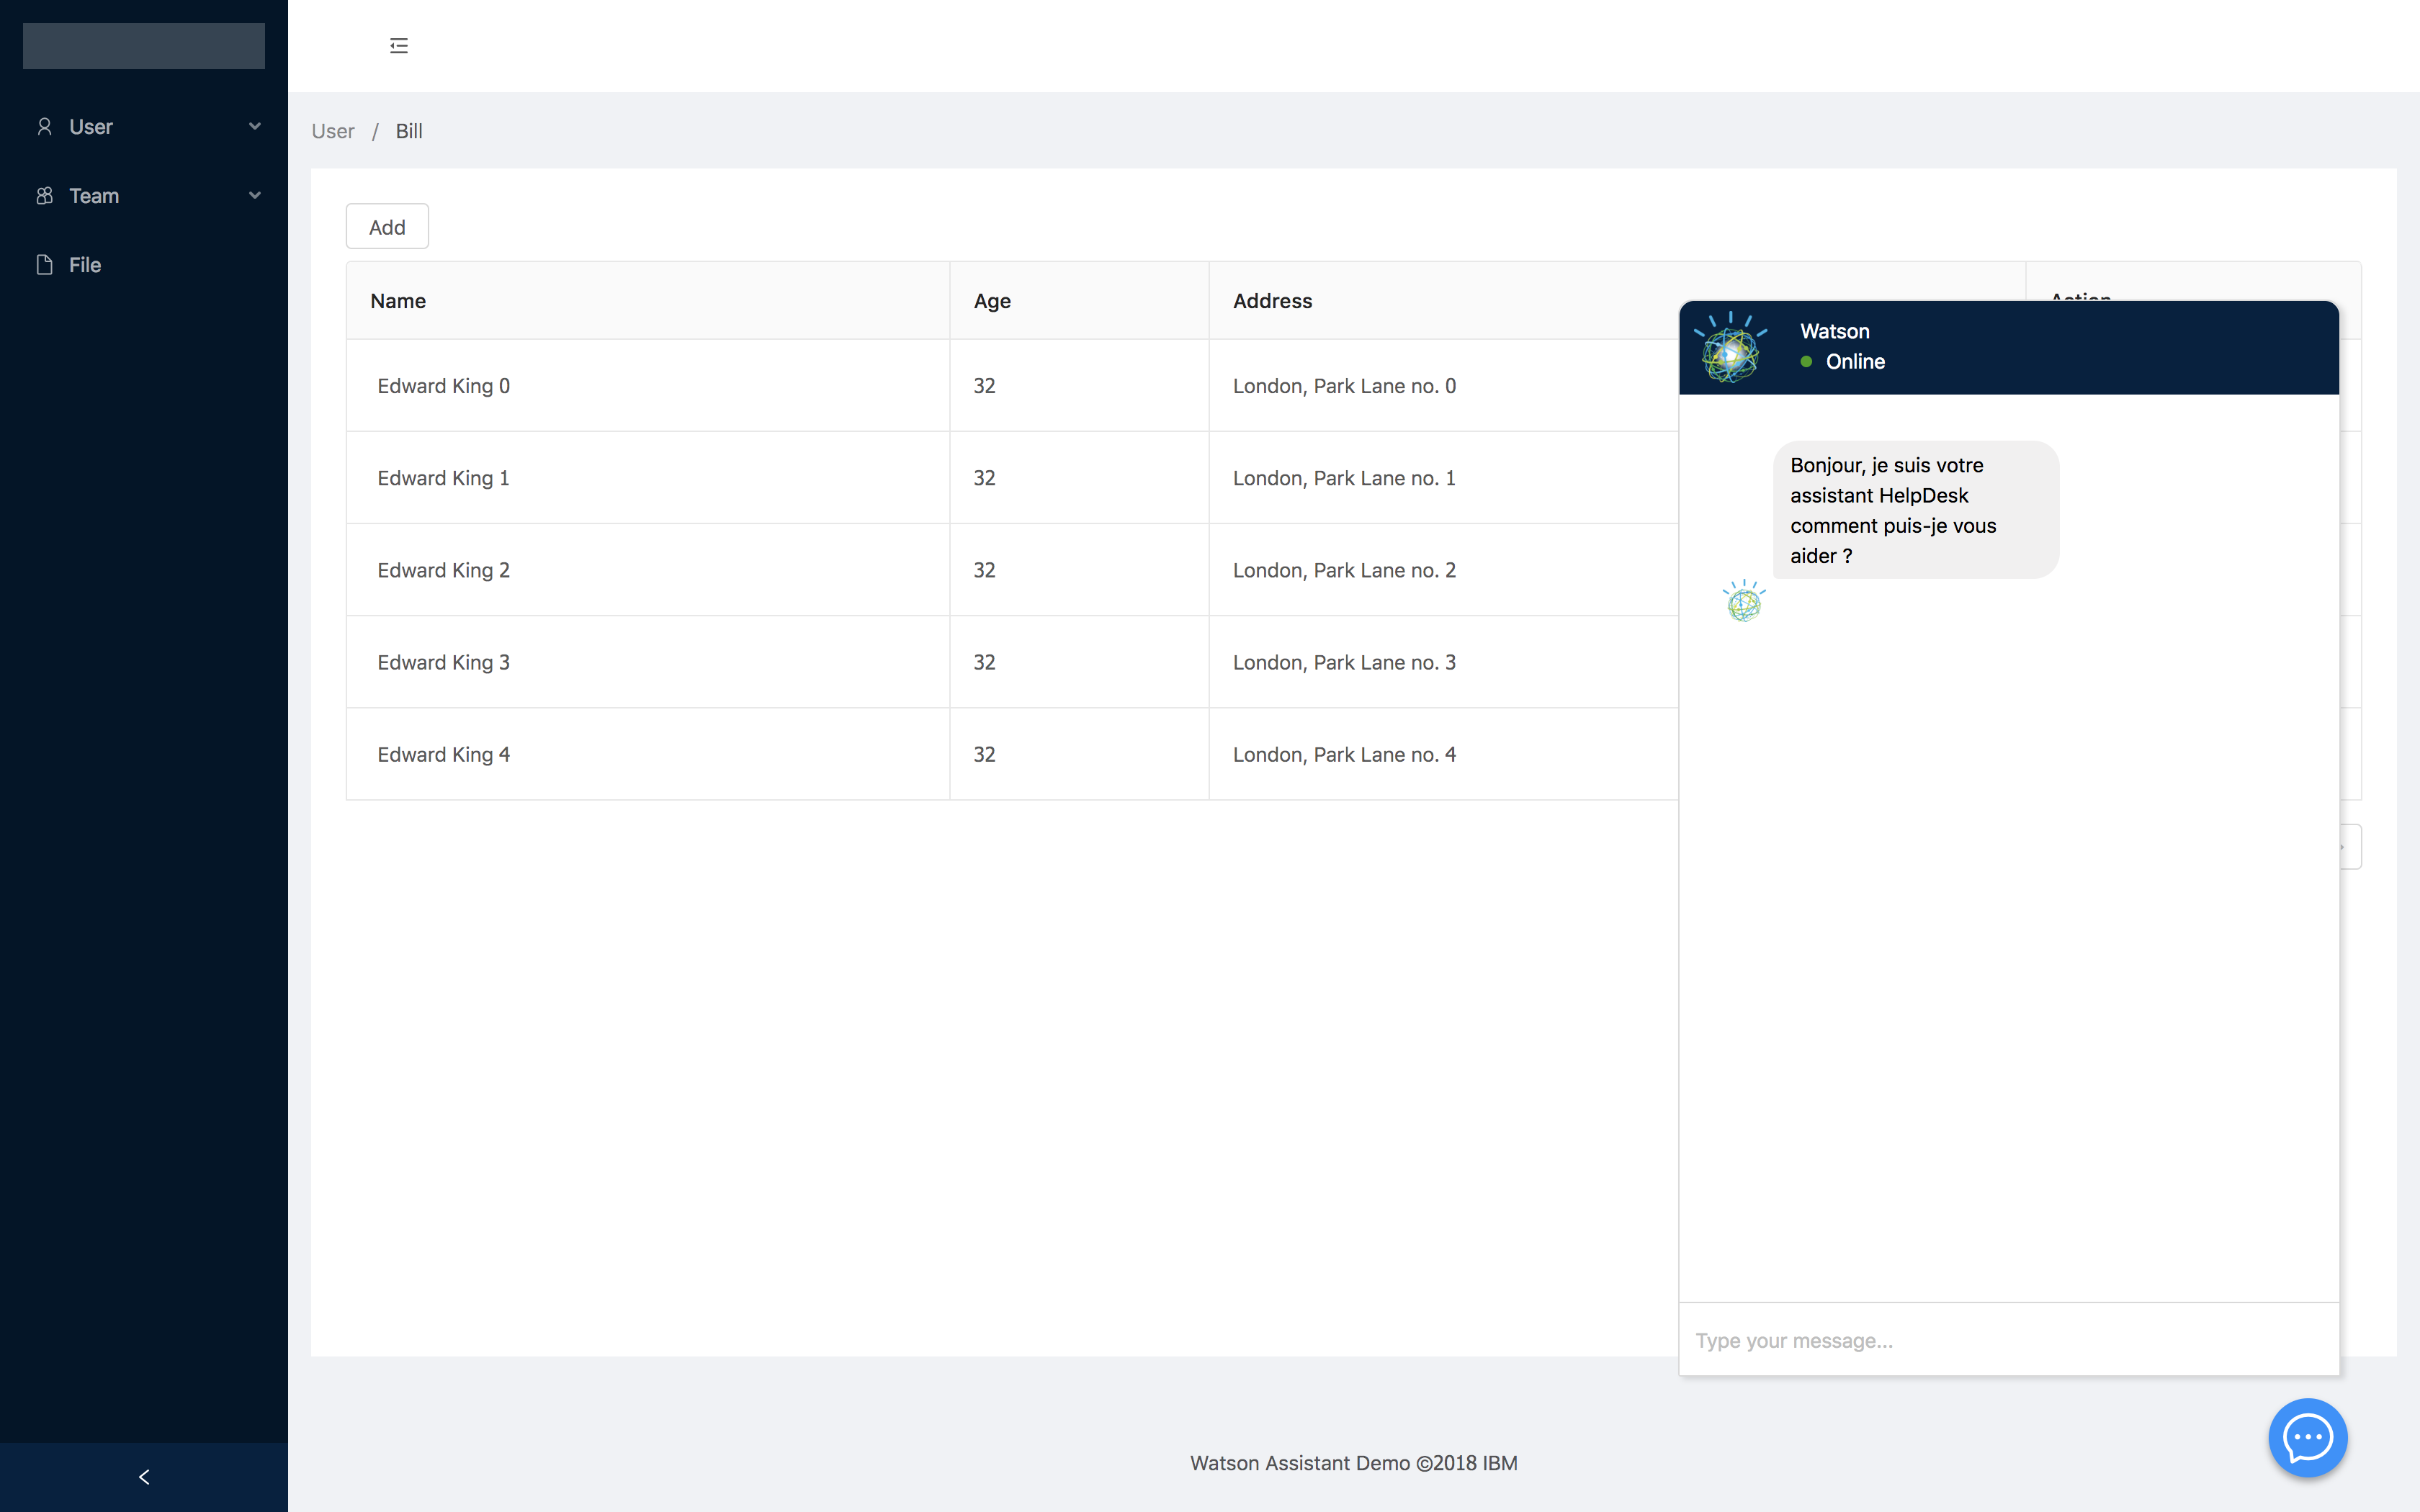 User
Team
File
User / Bill
Add
Name Age Address Action
Edward King 0 32 London, Park Lane no. 0
Edward King 1 32 London, Park Lane no. 1
Edward King 2 32 London, Park Lane no. 2
Edward King 3 32 London, Park Lane no. 3
Edward King 4 32 London, Park Lane no. 4
Watson
Online
Bonjour, je suis votre
assistant HelpDesk
comment puis-je vous
aider ?
Type your message...
Watson Assistant Demo ©2018 IBM